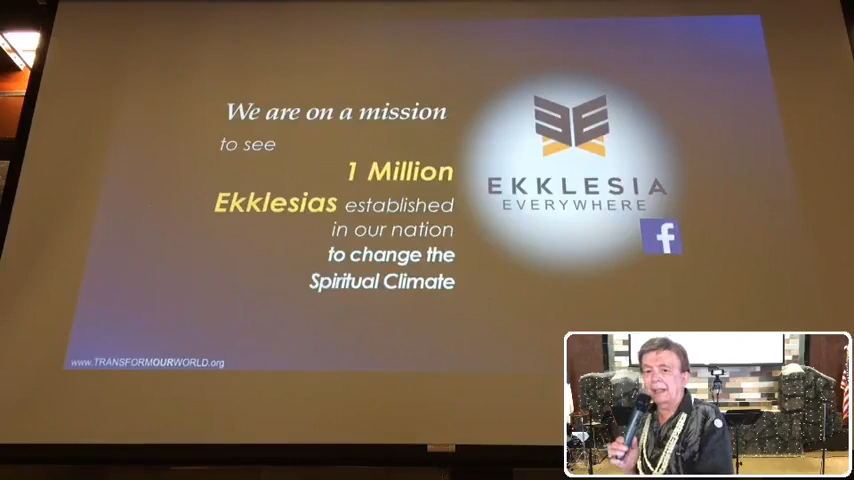 We are on a mission
to see
1 Million
Ekklesias established
in our nation
to change the
Spiritual Climate
EKKLESIA
EVERYWHERE
f
www.TRANSFORMOURWORLD.org